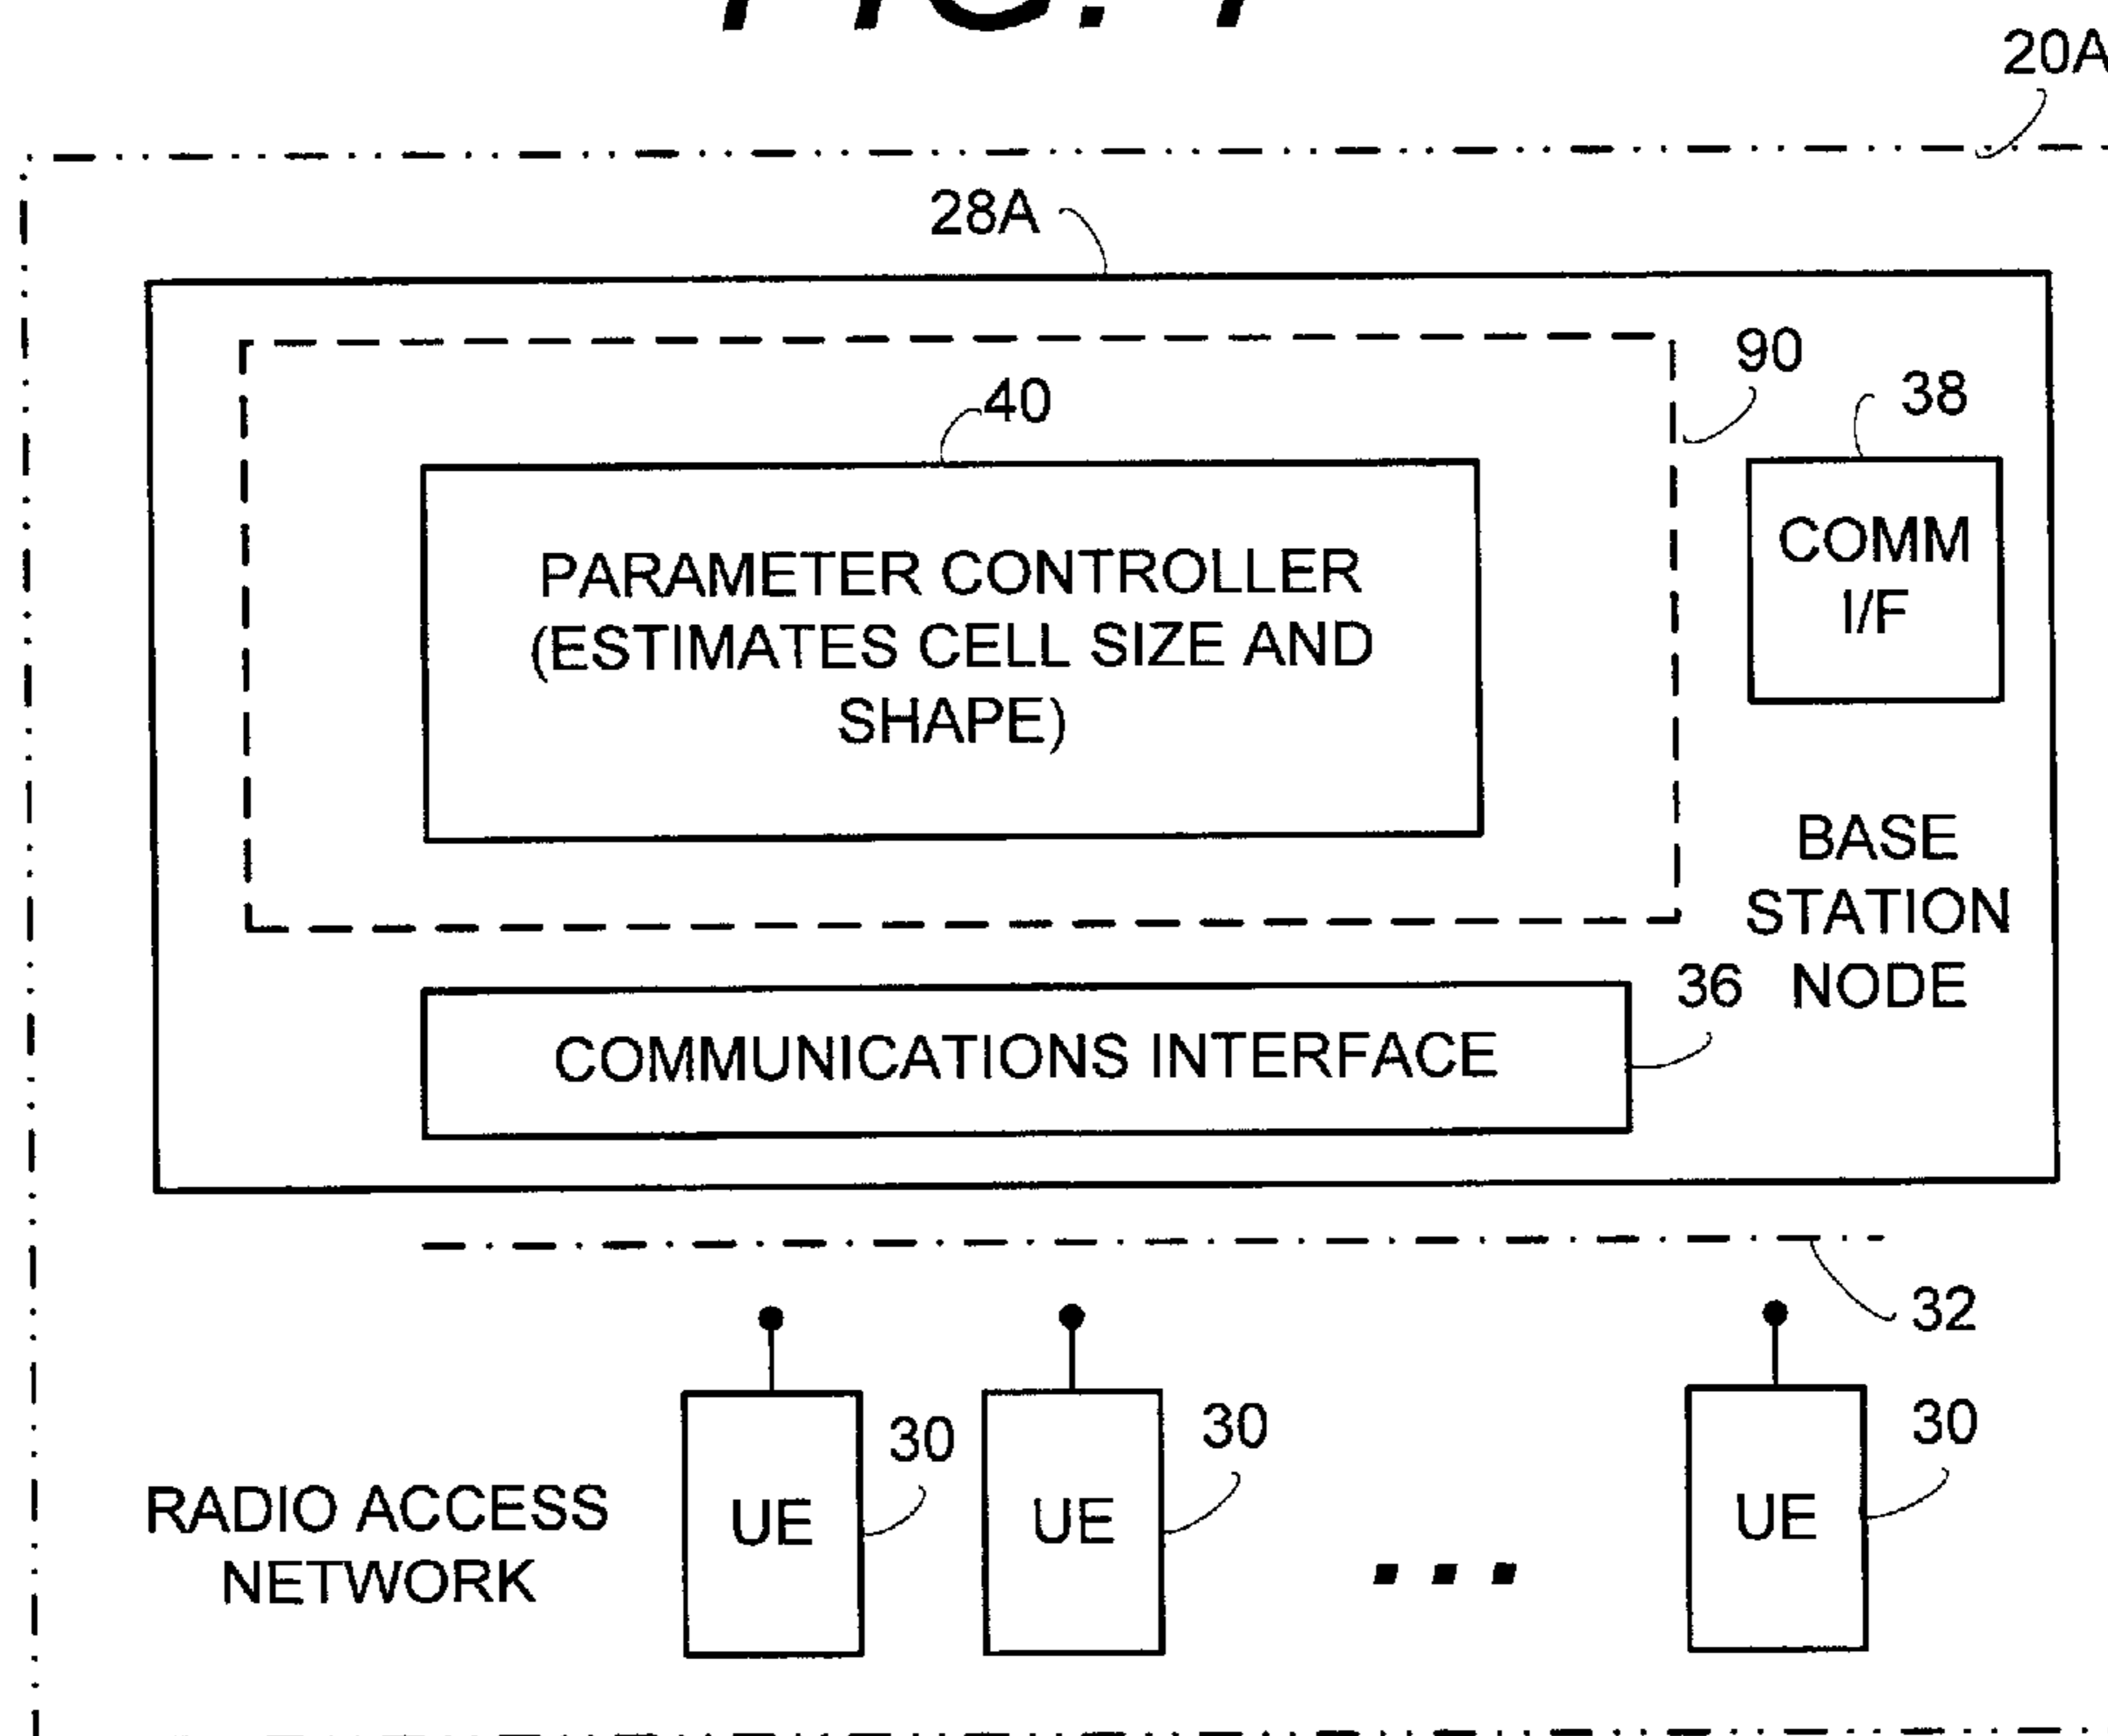 20A
28A
90
38
40
PARAMETER CONTROLLER
(ESTIMATES CELL SIZE AND
SHAPE)
COMM
I/F
BASE
STATION
NODE
36
COMMUNICATIONS INTERFACE
32
30
30
30
UE
UE
UE
RADIO ACCESS
NETWORK